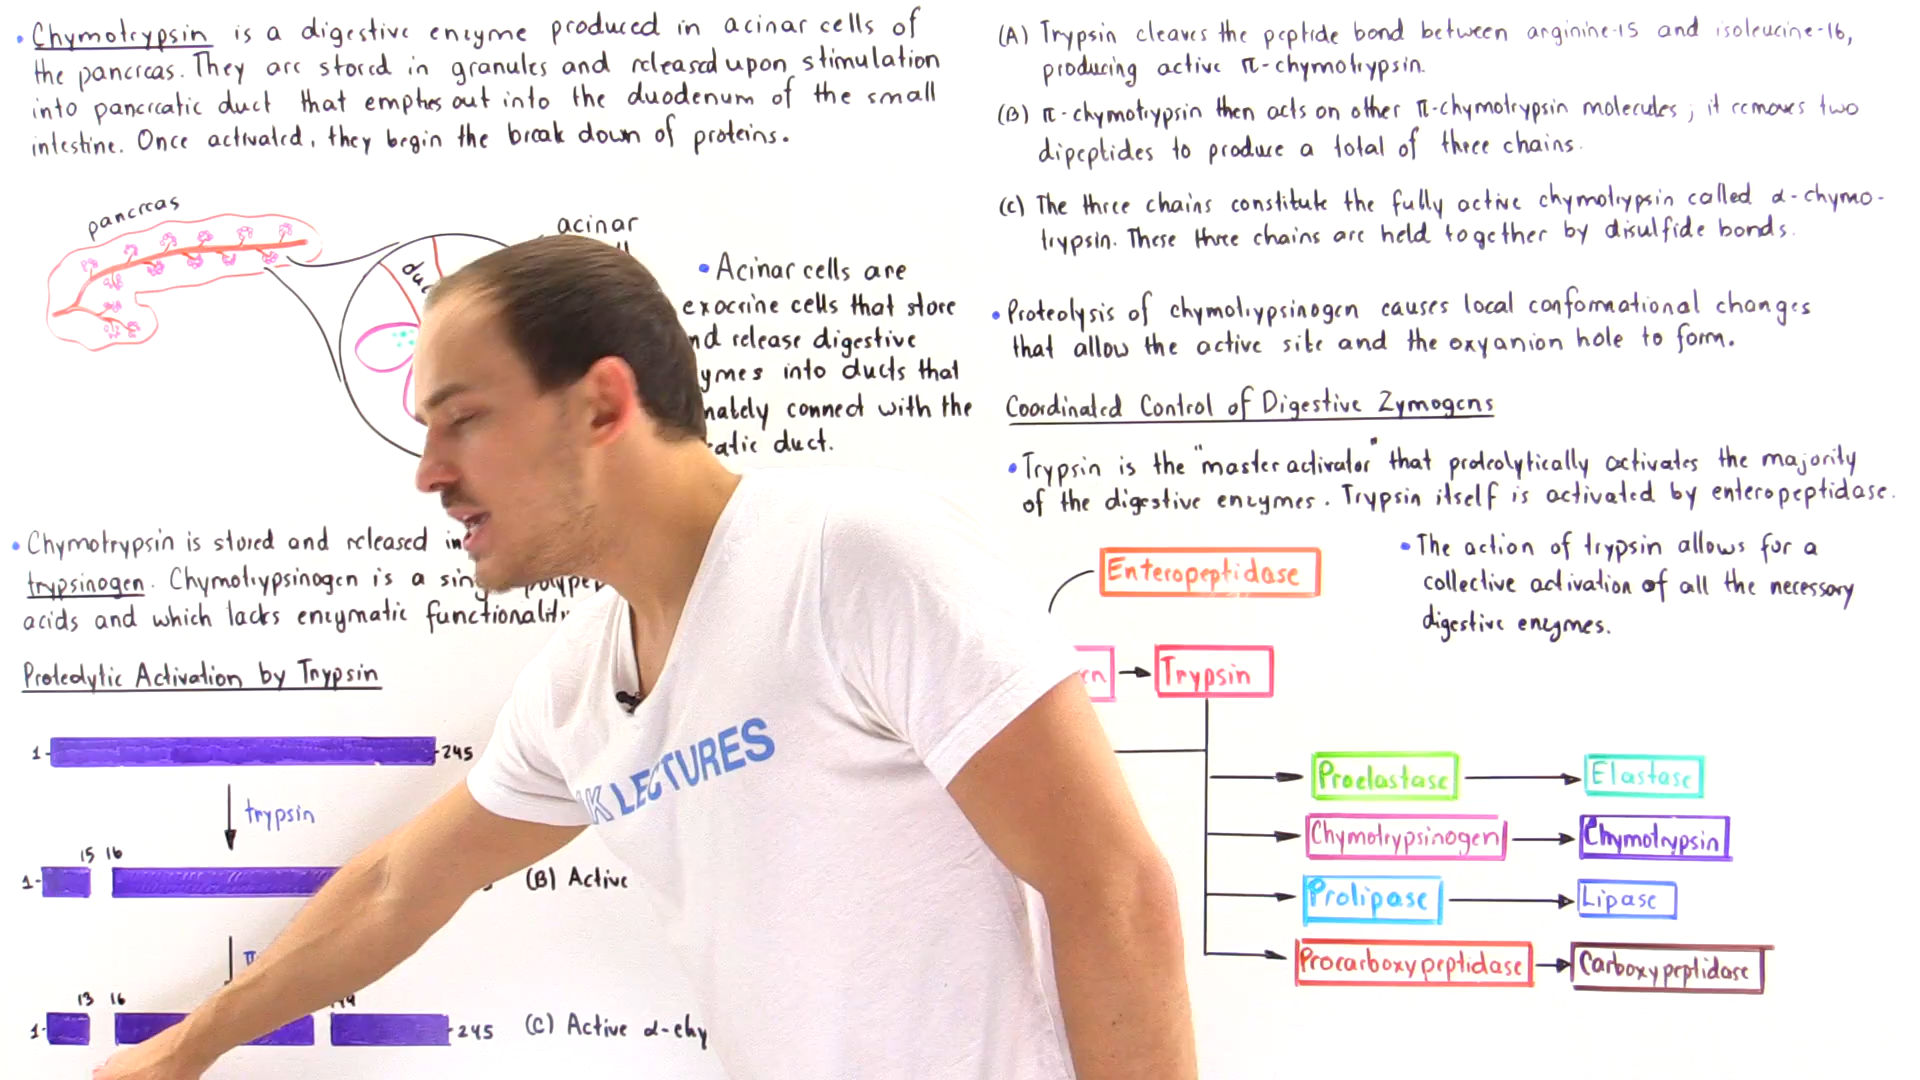 • Chymotrypsin is a digestive enzyme produced in acinar cells of
the pancreas. They are stored in granules and released upon stimulation
into pancreatic duct that empties out into the duodenum of the small
intestine. Once activated, they begin the break down of proteins.
pancreas
acinar
duc
• Acinar cells are
exocrine cells that store
nd release digestive
ymes into ducts that
mately connect with the
atic duct.
• Chymotrypsin is stored and released in
trypsinogen. Chymotrypsinogen is a sing polypep
acids and which lacks enzymatic functionality
Proteolytic Activation by Trypsin
1- -245
trypsin
15 16
1-
(B) Active
π
13 16
1- -245
(C) Active α-chy
AK LECTURES
(A) Trypsin cleaves the peptide bond between arginine-15 and isoleucine-16,
producing active π-chymotrypsin.
(B) π-chymotrypsin then acts on other π-chymotrypsin molecules; it removes two
dipeptides to produce a total of three chains.
(C) The three chains constitute the fully active chymotrypsin called α-chymo-
trypsin. These three chains are held together by disulfide bonds.
• Proteolysis of chymotrypsinogen causes local conformational changes
that allow the active site and the oxyanion hole to form.
Coordinated Control of Digestive Zymogens
• Trypsin is the "master activator" that proteolytically activates the majority
of the digestive enzymes. Trypsin itself is activated by enteropeptidase.
Enteropeptidase
• The action of trypsin allows for a
collective activation of all the necessary
digestive enzymes.
en → Trypsin
Proelastase → Elastase
Chymotrypsinogen → Chymotrypsin
Prolipase → Lipase
Procarboxypeptidase → Carboxypeptidase